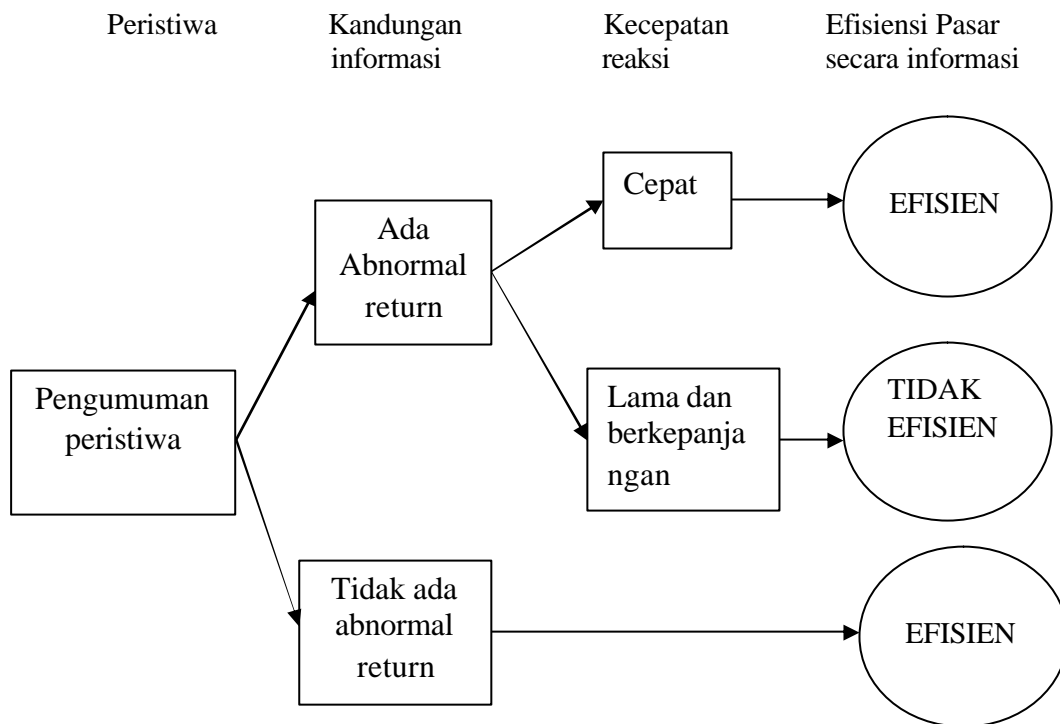 Peristiwa
Kandungan
informasi
Kecepatan
reaksi
Efisiensi Pasar
secara informasi
Cepat
EFISIEN
Ada
Abnormal
return
Pengumuman
peristiwa
Lama dan
berkepanja
ngan
TIDAK
EFISIEN
Tidak ada
abnormal
return
EFISIEN